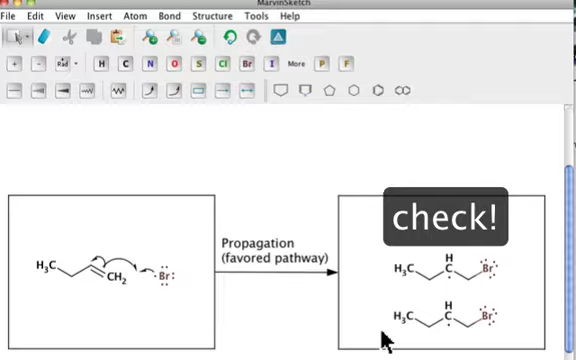 MarvinSketch
File Edit View Insert Atom Bond Structure Tools Help
+ - Rad H C N O S Cl Br I More P F
check!
Propagation
(favored pathway)
H3C CH2 Br
H
H3C C Br
H
H3C C Br